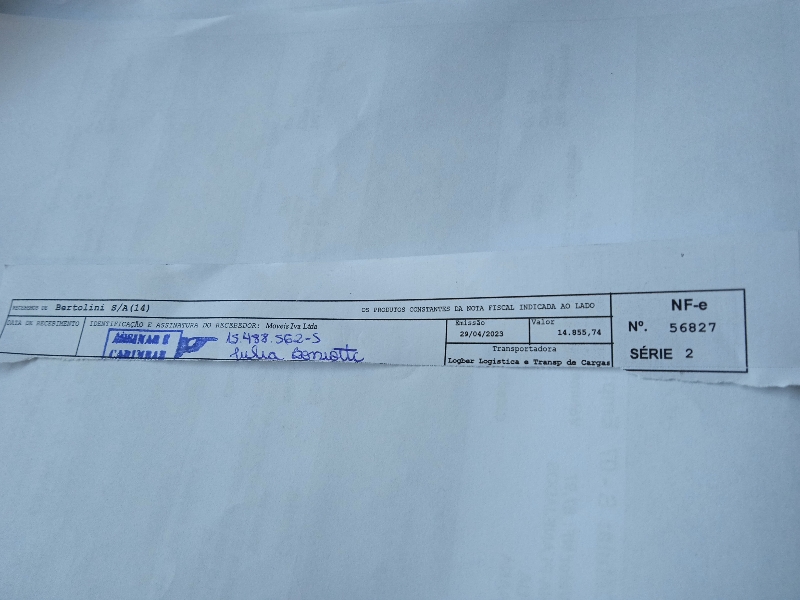 RECEBEMOS DE Bertolini S/A(14) OS PRODUTOS CONSTANTES DA NOTA FISCAL INDICADA AO LADO
DATA DE RECEBIMENTO
IDENTIFICAÇÃO E ASSINATURA DO RECEBEDOR: Moveis Iva Ltda
ASSINAR E
CARIMBAR
15.488.562-5
Emissão
29/04/2023
Valor
14.855,74
Transportadora
Logber Logistica e Transp de Cargas
NF-e
Nº. 56827
SÉRIE 2